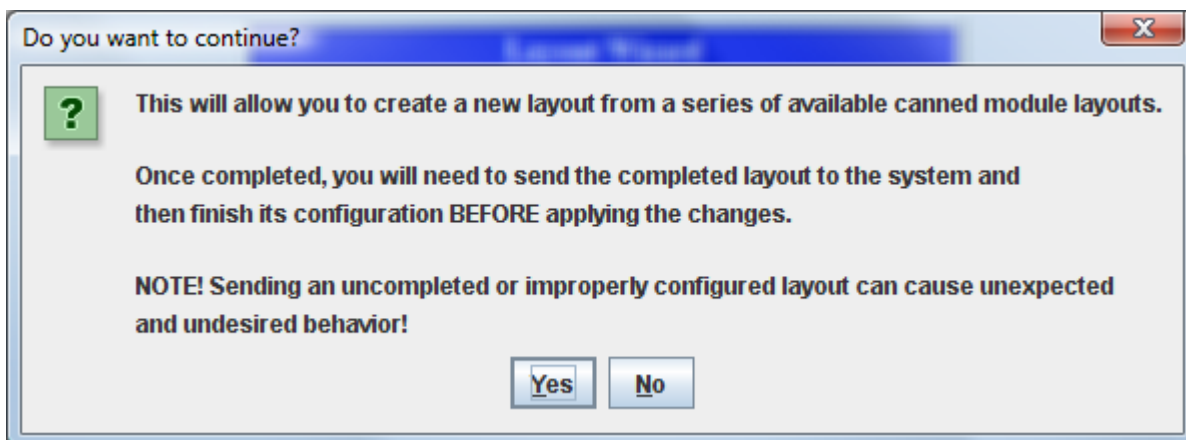 Do you want to continue?
Layout Wizard
?
This will allow you to create a new layout from a series of available canned module layouts.
Once completed, you will need to send the completed layout to the system and
then finish its configuration BEFORE applying the changes.
NOTE! Sending an uncompleted or improperly configured layout can cause unexpected
and undesired behavior!
Yes No